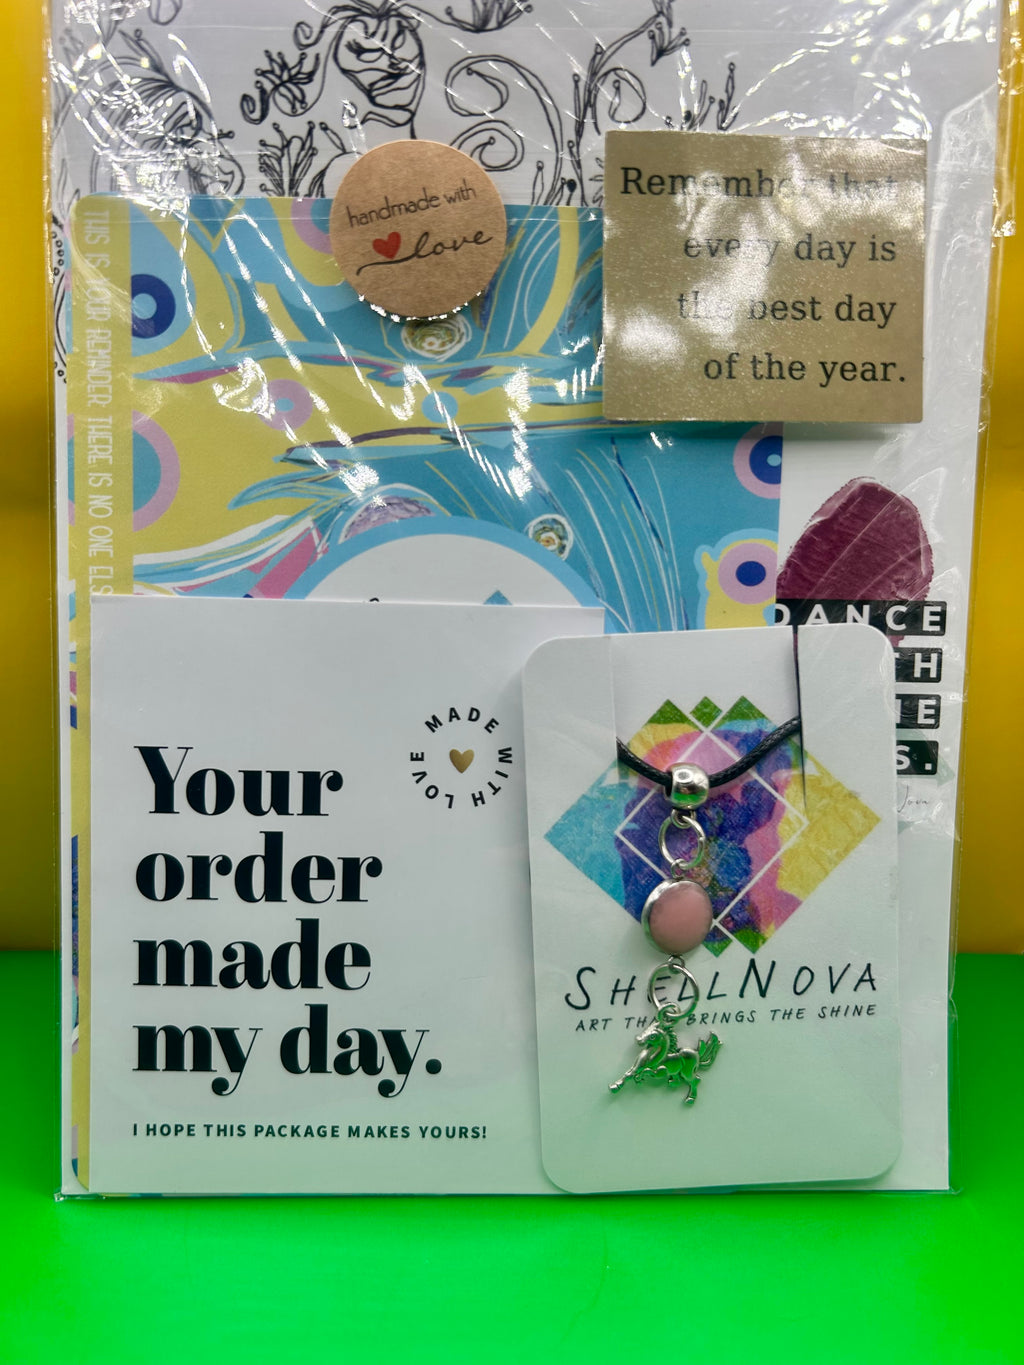 handmade with
love
Remember that
every day is
the best day
of the year.
THIS IS YOUR REMINDER THERE IS NO ONE ELS
DANCE
TH
E
S.
MADE WITH LOVE
Your
order
made
my day.
I HOPE THIS PACKAGE MAKES YOURS!
SHELLNOVA
ART THAT BRINGS THE SHINE